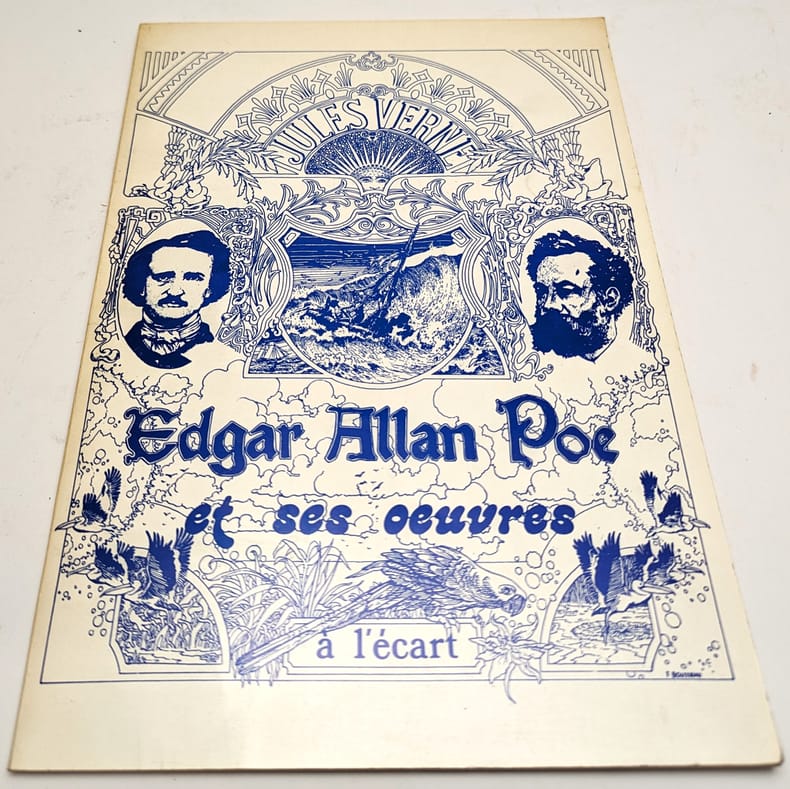 JULES VERNE
Edgar Allan Poe
et ses oeuvres
à l'écart